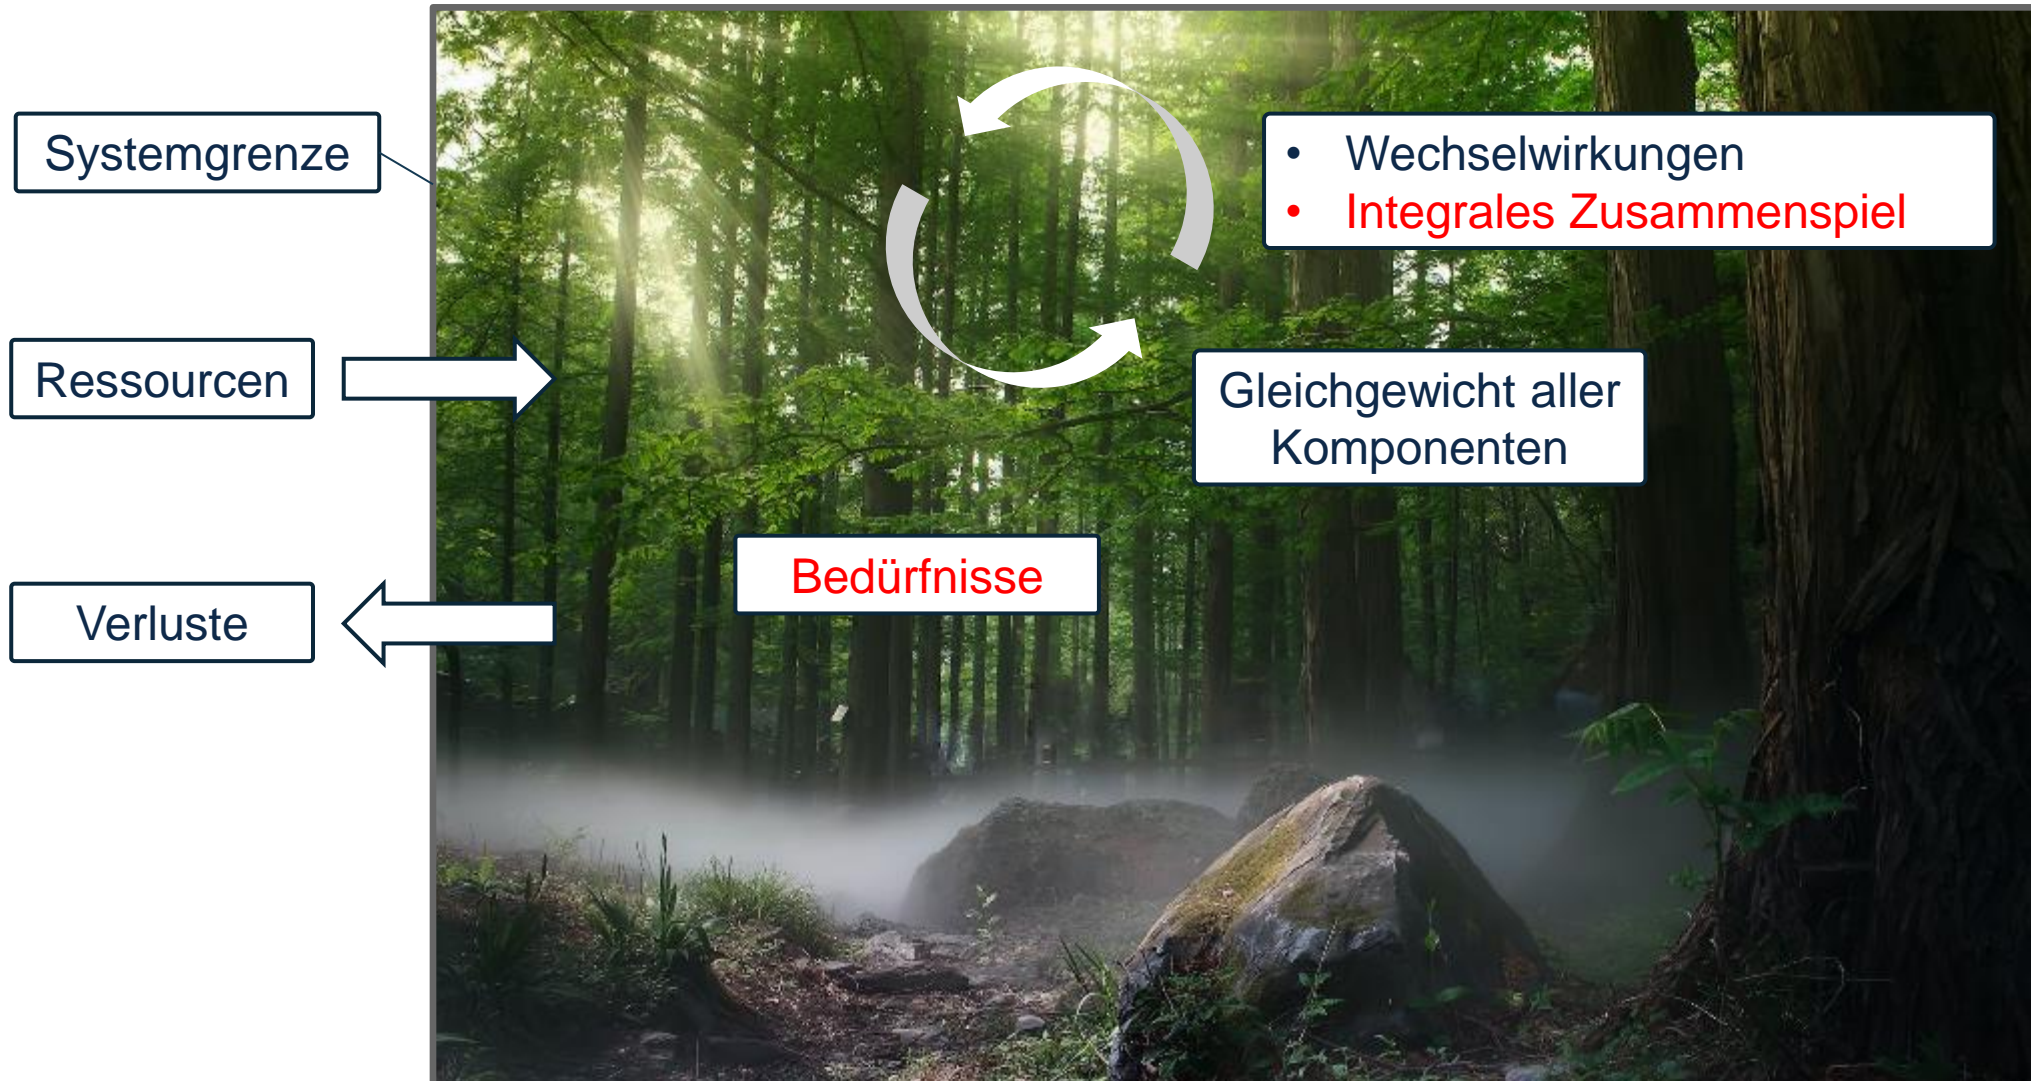 Systemgrenze
• Wechselwirkungen
• Integrales Zusammenspiel
Ressourcen
Gleichgewicht aller
Komponenten
Bedürfnisse
Verluste